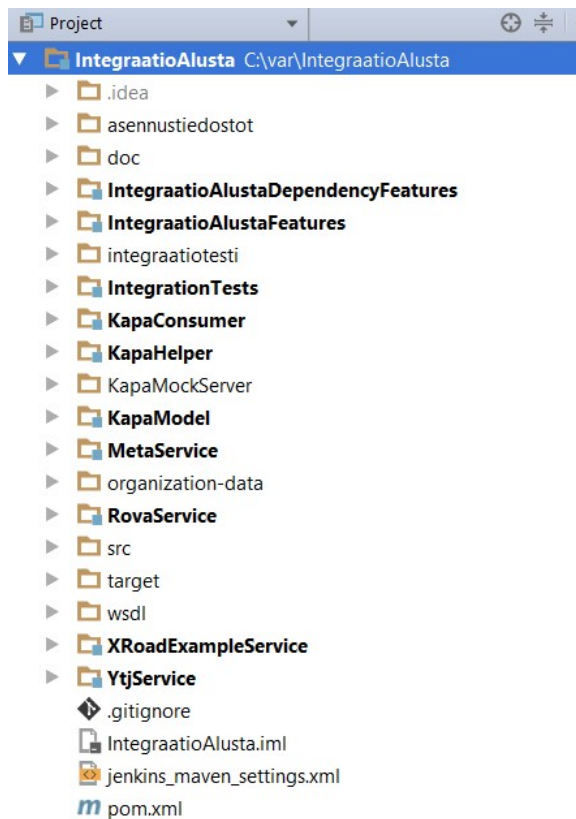 Project
IntegraatioAlusta C:\var\IntegraatioAlusta
.idea
asennustiedostot
doc
IntegraatioAlustaDependencyFeatures
IntegraatioAlustaFeatures
integraatiotesti
IntegrationTests
KapaConsumer
KapaHelper
KapaMockServer
KapaModel
MetaService
organization-data
RovaService
src
target
wsdl
XRoadExampleService
YtjService
.gitignore
IntegraatioAlusta.iml
jenkins_maven_settings.xml
m pom.xml